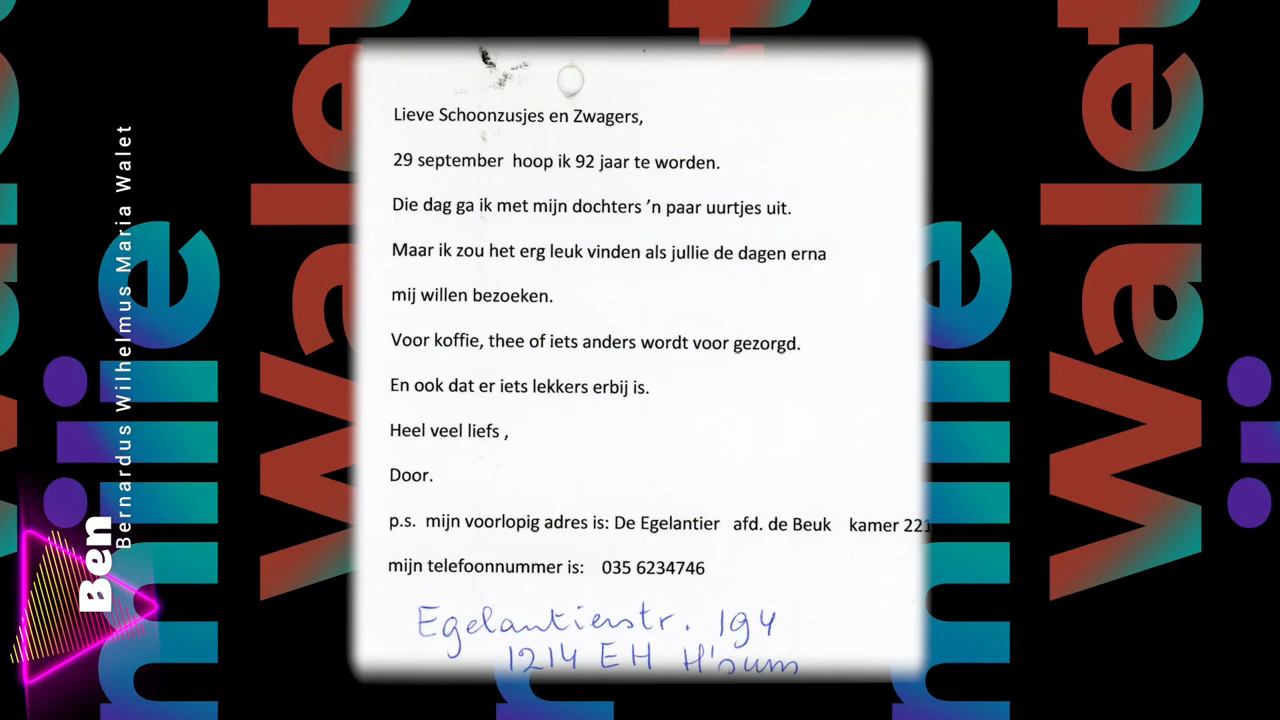 Lieve Schoonzusjes en Zwagers,
29 september hoop ik 92 jaar te worden.
Die dag ga ik met mijn dochters ’n paar uurtjes uit.
Maar ik zou het erg leuk vinden als jullie de dagen erna
mij willen bezoeken.
Voor koffie, thee of iets anders wordt voor gezorgd.
En ook dat er iets lekkers erbij is.
Heel veel liefs ,
Door.
p.s. mijn voorlopig adres is: De Egelantier afd. de Beuk kamer 221
mijn telefoonnummer is: 035 6234746
Egelantierstr. 194
1214 EH H'sum
Ben
Bernardus Wilhelmus Maria Walet
Walet
Walet